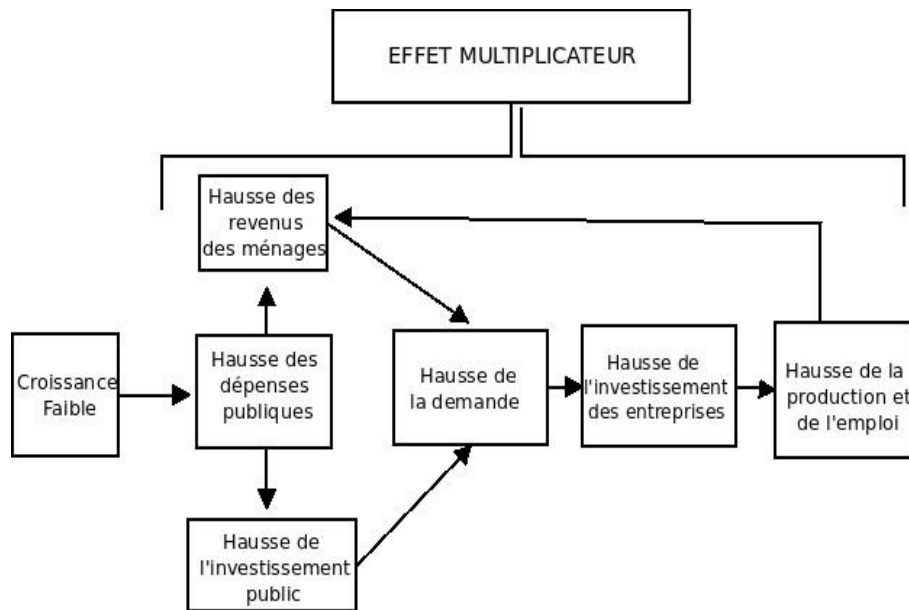 EFFET MULTIPLICATEUR
Hausse des
revenus
des ménages
Croissance
Faible
Hausse des
dépenses
publiques
Hausse de
l'investissement
public
Hausse de
la demande
Hausse de
l'investissement
des entreprises
Hausse de la
production et
de l'emploi